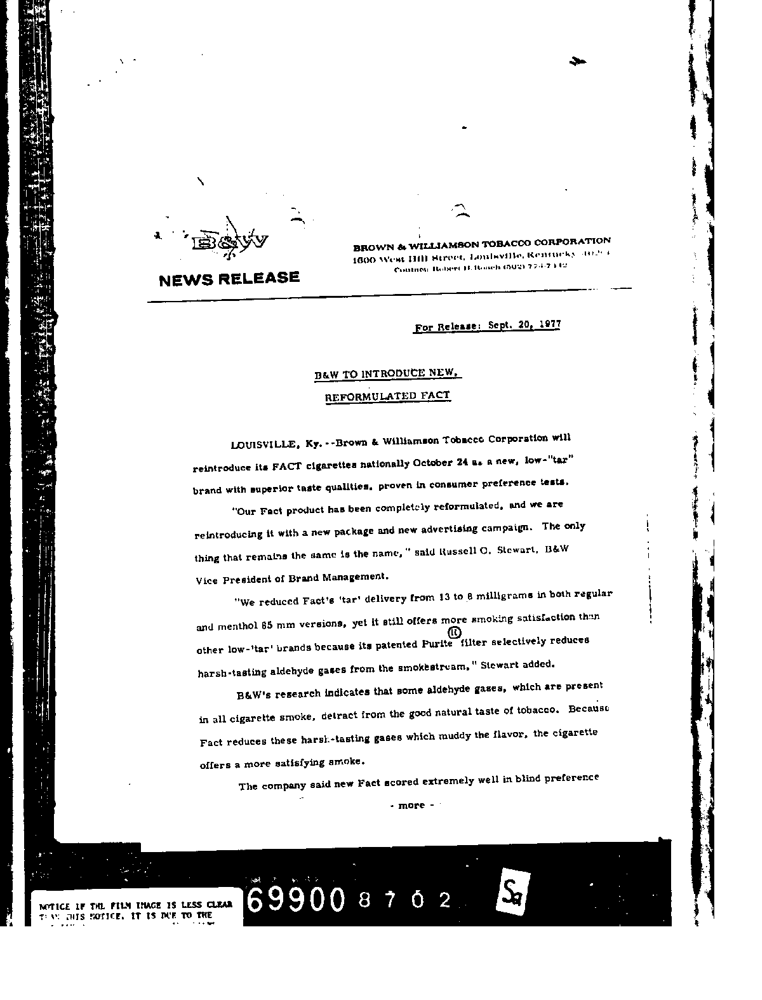 B&W
BROWN & WILLIAMSON TOBACCO CORPORATION
1600 West Hill Street, Louisville, Kentucky
NEWS RELEASE
For Release: Sept. 20, 1977
B&W TO INTRODUCE NEW,
REFORMULATED FACT
LOUISVILLE, Ky. --Brown & Williamson Tobacco Corporation will
reintroduce its FACT cigarettes nationally October 24 as a new, low-"tar"
brand with superior taste qualities, proven in consumer preference tests.
"Our Fact product has been completely reformulated, and we are
reintroducing it with a new package and new advertising campaign. The only
thing that remains the same is the name," said Russell O. Stewart, B&W
Vice President of Brand Management.
"We reduced Fact's 'tar' delivery from 13 to 8 milligrams in both regular
and menthol 85 mm versions, yet it still offers more smoking satisfaction than
other low-'tar' brands because its patented Purite® filter selectively reduces
harsh-tasting aldehyde gases from the smokestream," Stewart added.
B&W's research indicates that some aldehyde gases, which are present
in all cigarette smoke, detract from the good natural taste of tobacco. Because
Fact reduces these harsh-tasting gases which muddy the flavor, the cigarette
offers a more satisfying smoke.
The company said new Fact scored extremely well in blind preference
- more -
NOTICE IF THE FILM IMAGE IS LESS CLEAR
THAN THIS NOTICE, IT IS DUE TO THE
69900 8702
Sa